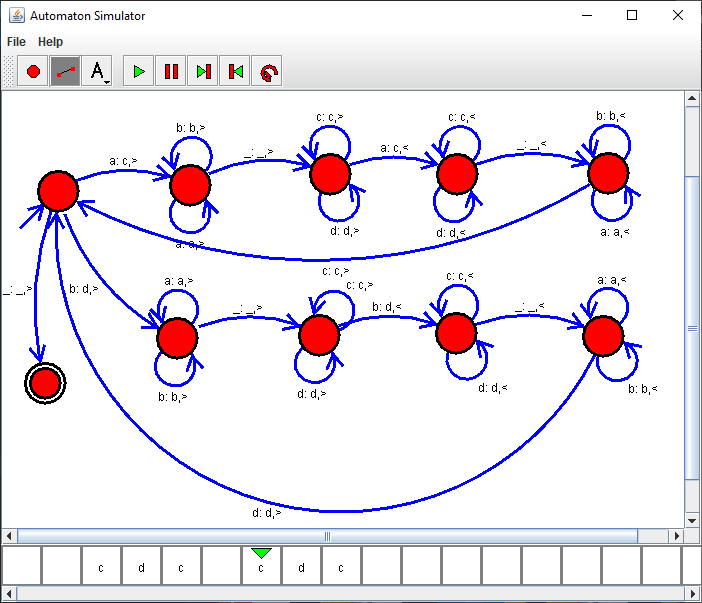 Automaton Simulator
File Help
A
b: b,> c: c,> c: c,< b: b,<
a: c,> _: _,> a: c,< _: _,<
a: a,> d: d,> d: d,< a: a,<
_: _,> b: d,> a: a,> c: c,> c: c,> c: c,< a: a,<
_: _,> b: d,< _: _,<
b: b,> d: d,> d: d,< b: b,<
d: d,>
c d c c d c